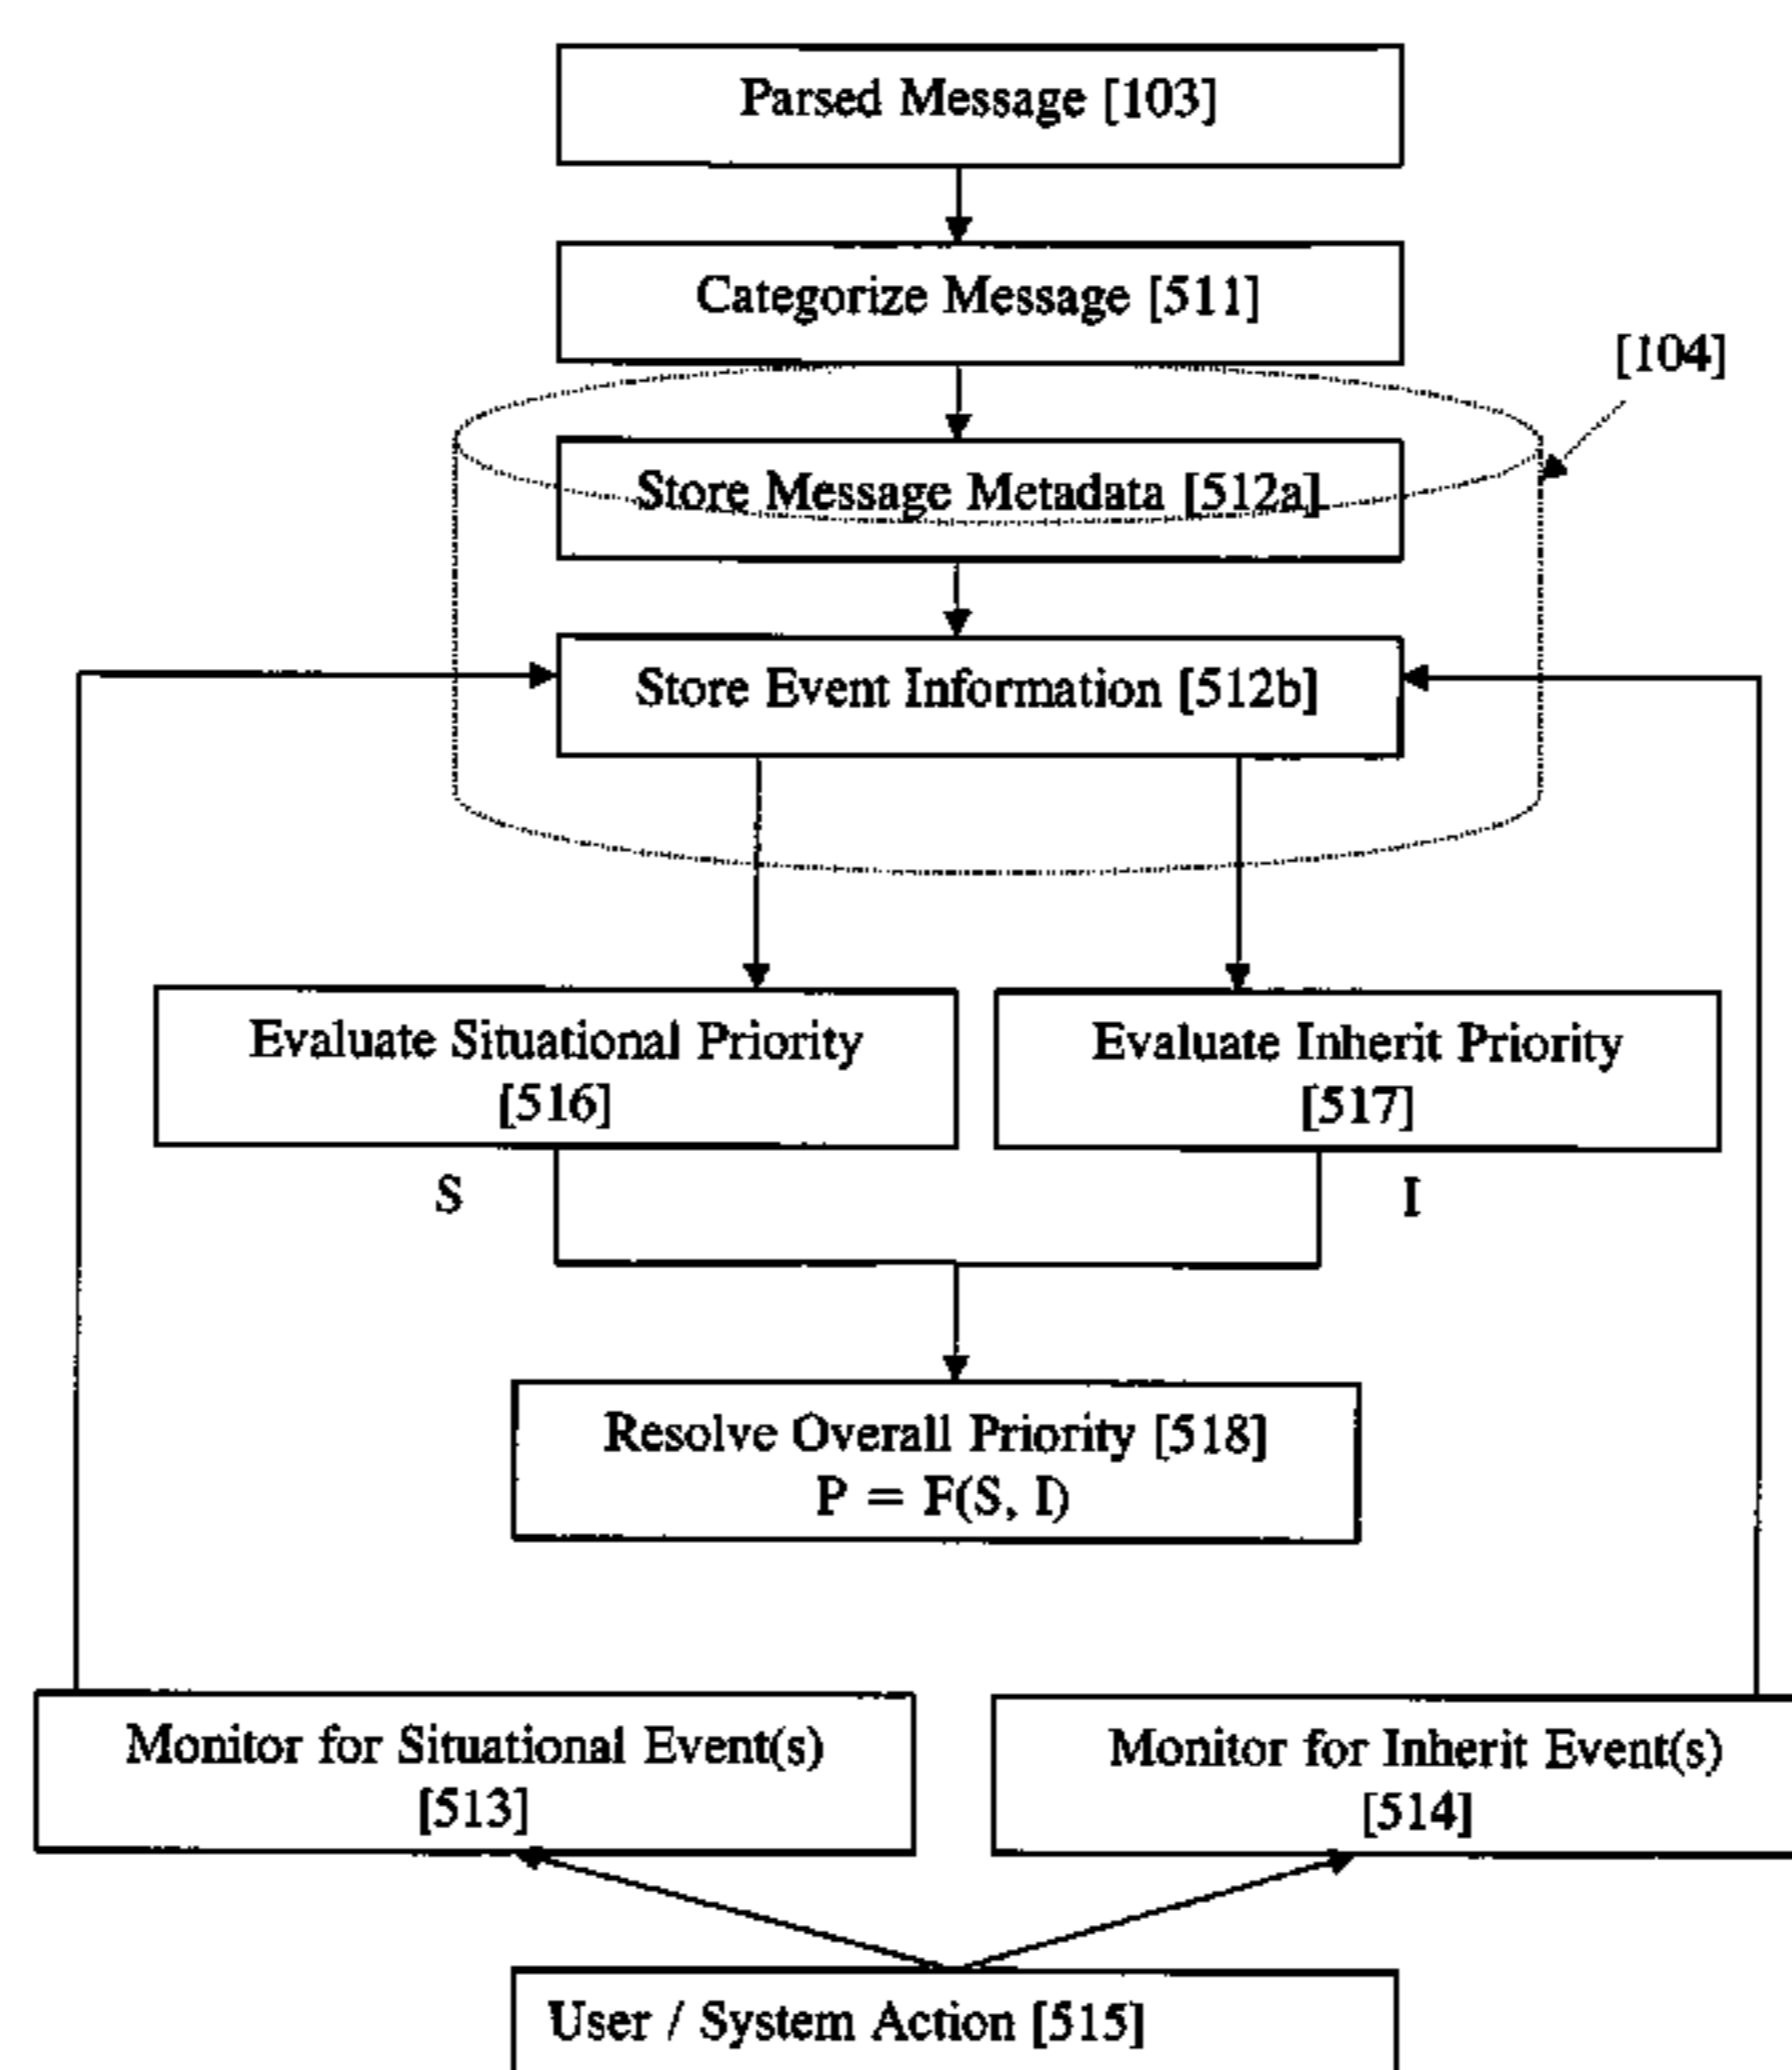 Parsed Message [103]
Categorize Message [511]
[104]
Store Message Metadata [512a]
Store Event Information [512b]
Evaluate Situational Priority
[516]
Evaluate Inherit Priority
[517]
S
I
Resolve Overall Priority [518]
P = F(S, I)
Monitor for Situational Event(s)
[513]
Monitor for Inherit Event(s)
[514]
User / System Action [515]